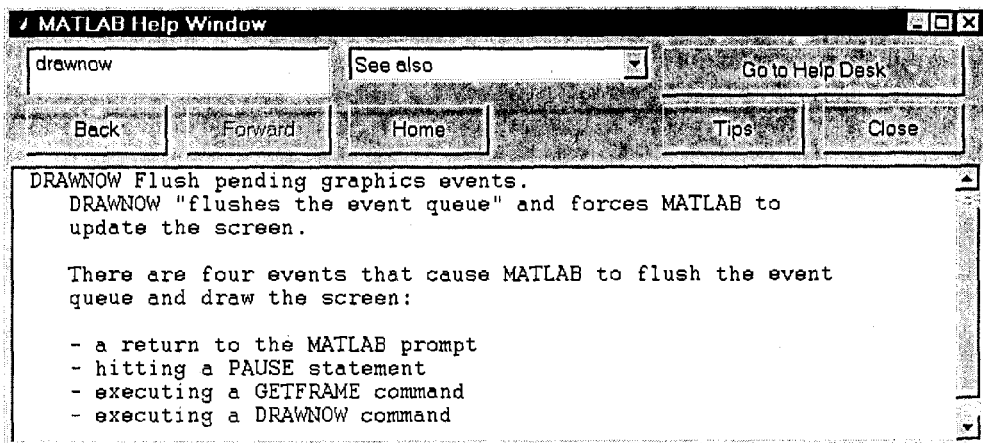 MATLAB Help Window
drawnow
See also
Go to Help Desk
Back
Forward
Home
Tips
Close
DRAWNOW Flush pending graphics events.
DRAWNOW "flushes the event queue" and forces MATLAB to
update the screen.
There are four events that cause MATLAB to flush the event
queue and draw the screen:
- a return to the MATLAB prompt
- hitting a PAUSE statement
- executing a GETFRAME command
- executing a DRAWNOW command